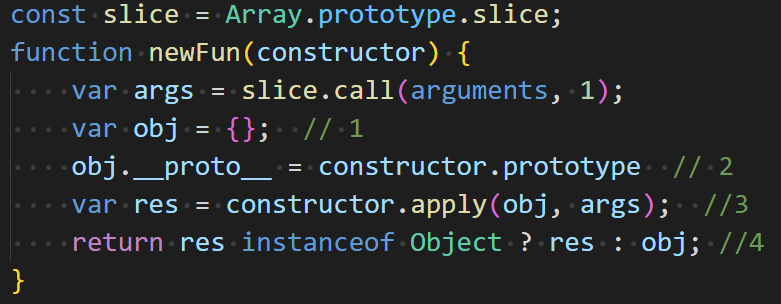 const slice = Array.prototype.slice;
function newFun(constructor) {
    var args = slice.call(arguments, 1);
    var obj = {};  // 1
    obj.__proto__ = constructor.prototype  // 2
    var res = constructor.apply(obj, args);  //3
    return res instanceof Object ? res : obj; //4
}